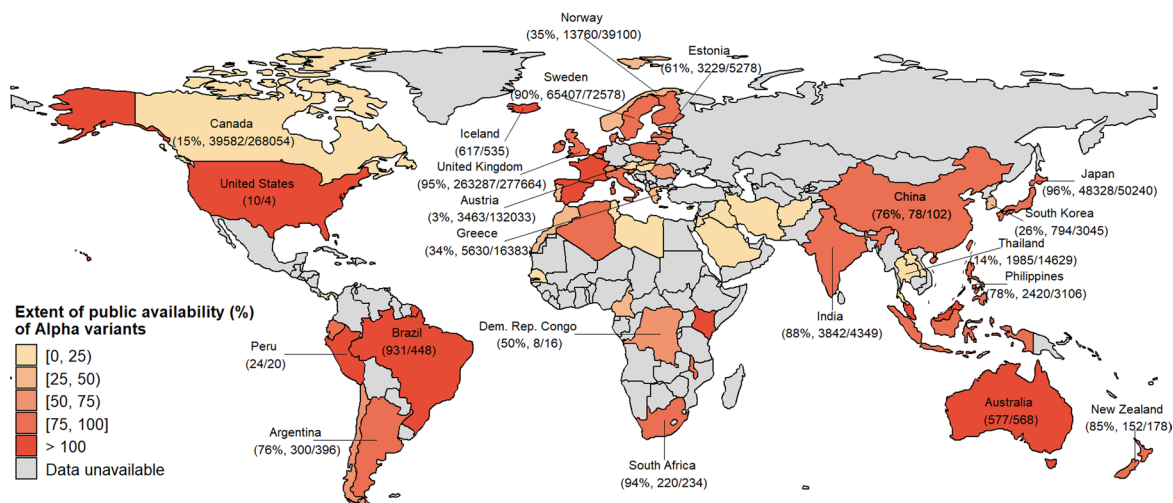 Norway
(35%, 13760/39100)
Estonia
(61%, 3229/5278)
Sweden
(90%, 65407/72578)
Canada
(15%, 39582/268054)
Iceland
(617/535)
United Kingdom
(95%, 263287/277664)
Austria
(3%, 3463/132033)
Greece
(34%, 5630/16383)
United States
(10/4)
China
(76%, 78/102)
Japan
(96%, 48328/50240)
South Korea
(26%, 794/3045)
Thailand
14%, 1985/14629)
Philippines
(78%, 2420/3106)
India
(88%, 3842/4349)
Dem. Rep. Congo
(50%, 8/16)
Brazil
(931/448)
Peru
(24/20)
Argentina
(76%, 300/396)
South Africa
(94%, 220/234)
Australia
(577/568)
New Zealand
(85%, 152/178)
Extent of public availability (%)
of Alpha variants
[0, 25)
[25, 50)
[50, 75)
[75, 100]
> 100
Data unavailable